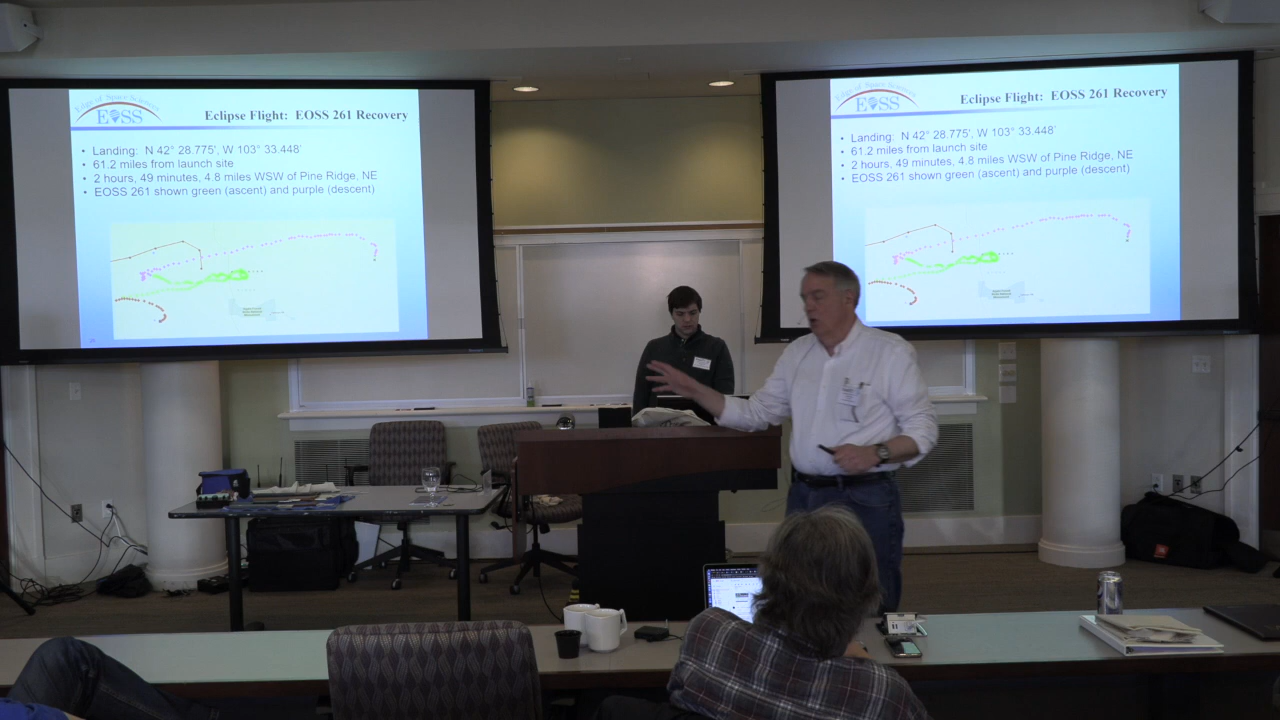 Edge of Space Sciences
EOSS
Eclipse Flight: EOSS 261 Recovery
• Landing: N 42° 28.775', W 103° 33.448'
• 61.2 miles from launch site
• 2 hours, 49 minutes, 4.8 miles WSW of Pine Ridge, NE
• EOSS 261 shown green (ascent) and purple (descent)
Edge of Space Sciences
EOSS
Eclipse Flight: EOSS 261 Recovery
• Landing: N 42° 28.775', W 103° 33.448'
• 61.2 miles from launch site
• 2 hours, 49 minutes, 4.8 miles WSW of Pine Ridge, NE
• EOSS 261 shown green (ascent) and purple (descent)
JBL